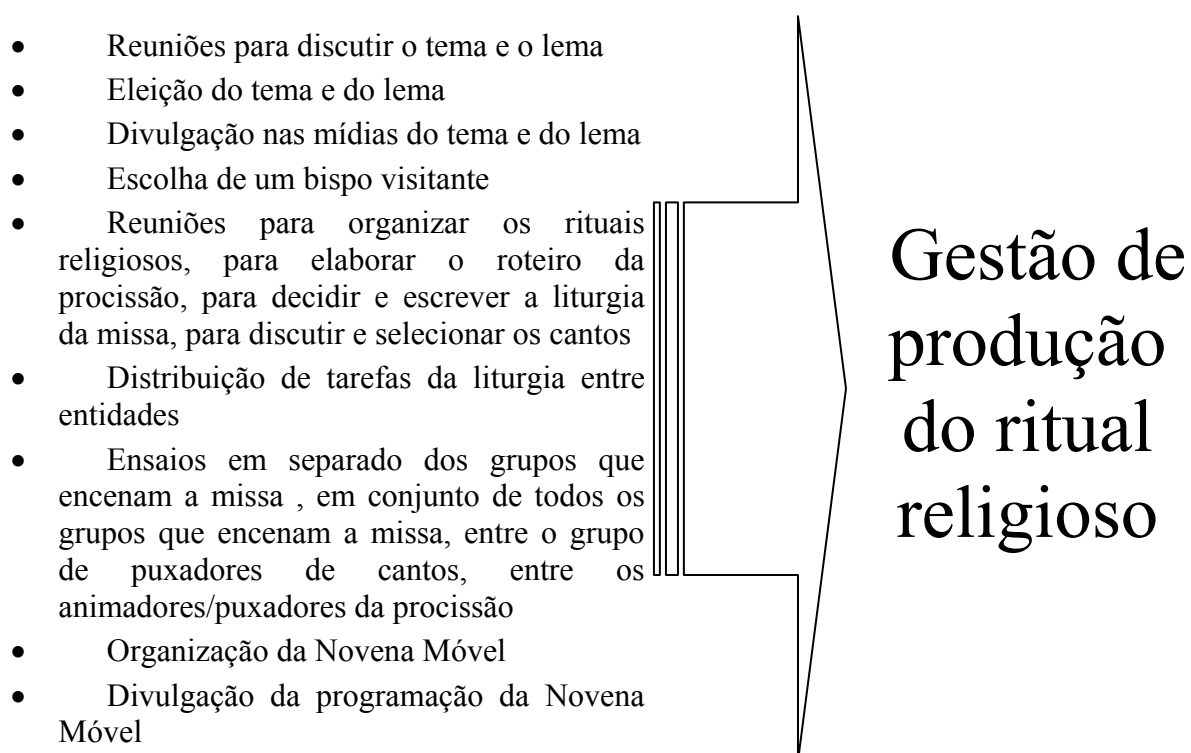 • Reuniões para discutir o tema e o lema
• Eleição do tema e do lema
• Divulgação nas mídias do tema e do lema
• Escolha de um bispo visitante
• Reuniões para organizar os rituais
religiosos, para elaborar o roteiro da
procissão, para decidir e escrever a liturgia
da missa, para discutir e selecionar os cantos
• Distribuição de tarefas da liturgia entre
entidades
• Ensaios em separado dos grupos que
encenam a missa , em conjunto de todos os
grupos que encenam a missa, entre o grupo
de puxadores de cantos, entre os
animadores/puxadores da procissão
• Organização da Novena Móvel
• Divulgação da programação da Novena
Móvel
Gestão de
produção
do ritual
religioso